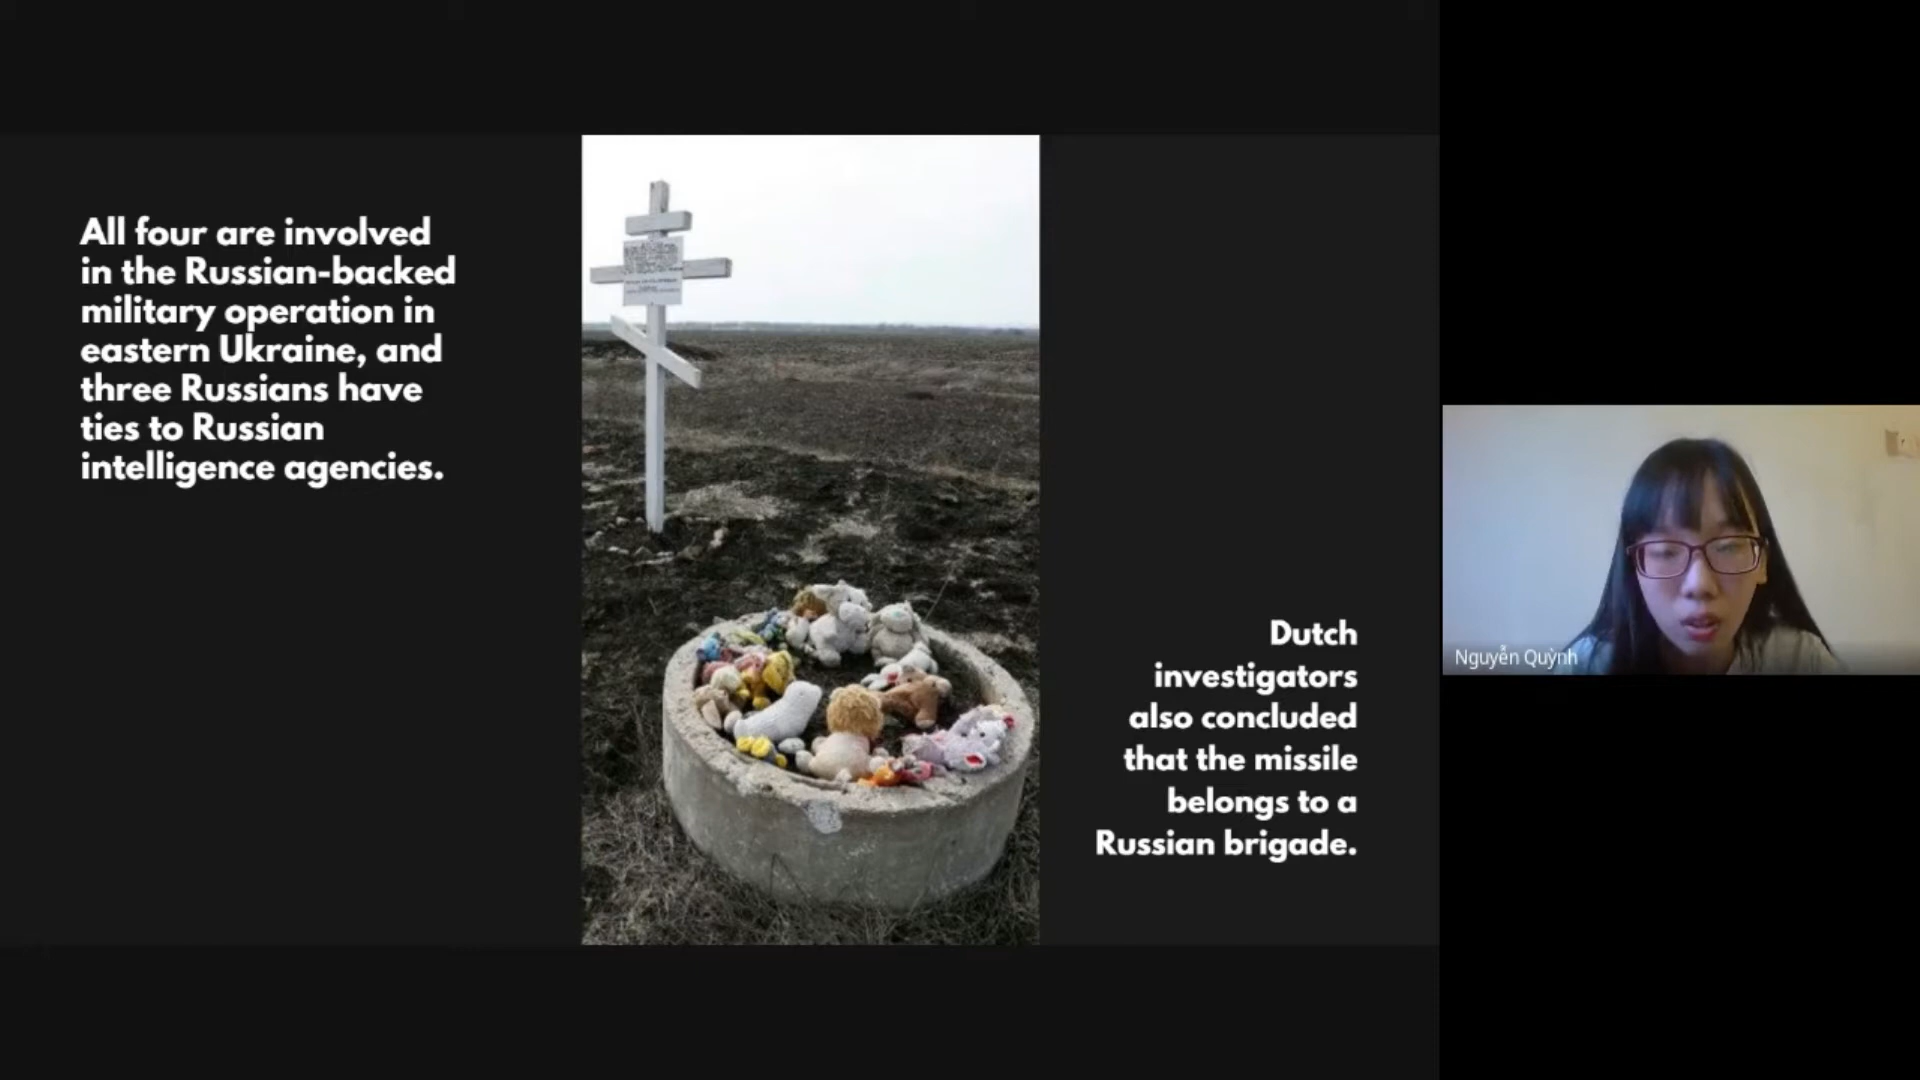 All four are involved
in the Russian-backed
military operation in
eastern Ukraine, and
three Russians have
ties to Russian
intelligence agencies.
Dutch
investigators
also concluded
that the missile
belongs to a
Russian brigade.
Nguyễn Quỳnh